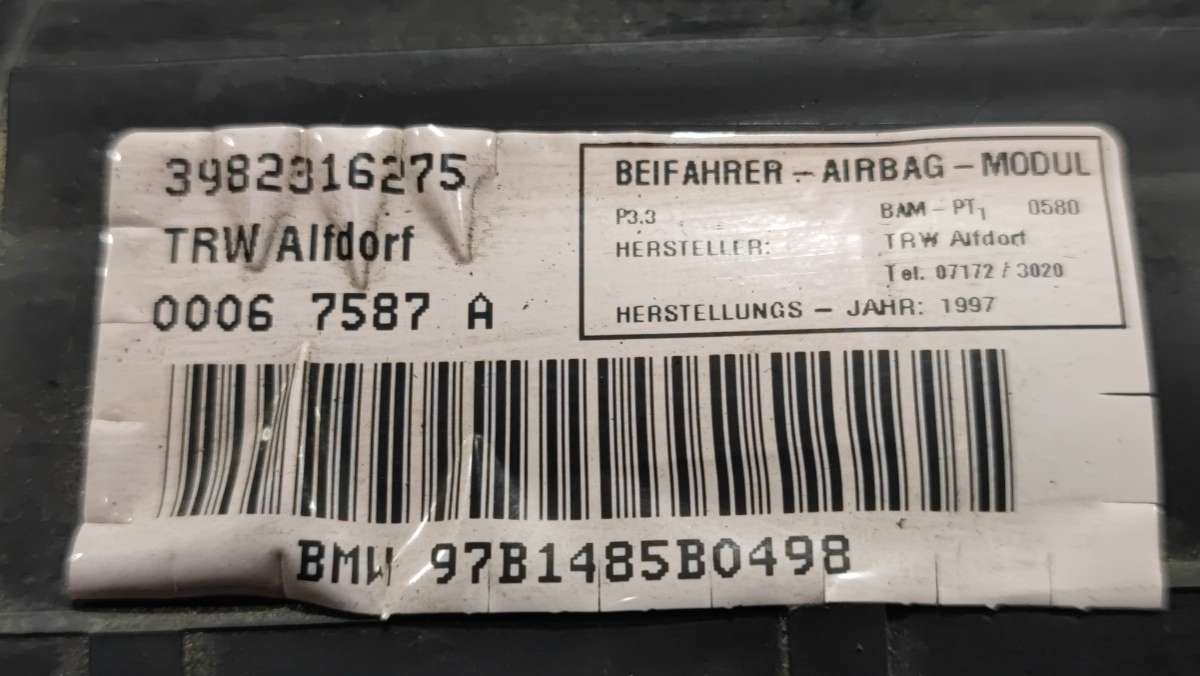 3982316275
TRW Alfdorf
0006 7587 A
BEIFAHRER - AIRBAG - MODUL
P3.3 BAM - PT1 0580
HERSTELLER: TRW Alfdorf
Tel. 07172 / 3020
HERSTELLUNGS - JAHR: 1997
BMW 97B1485B0498